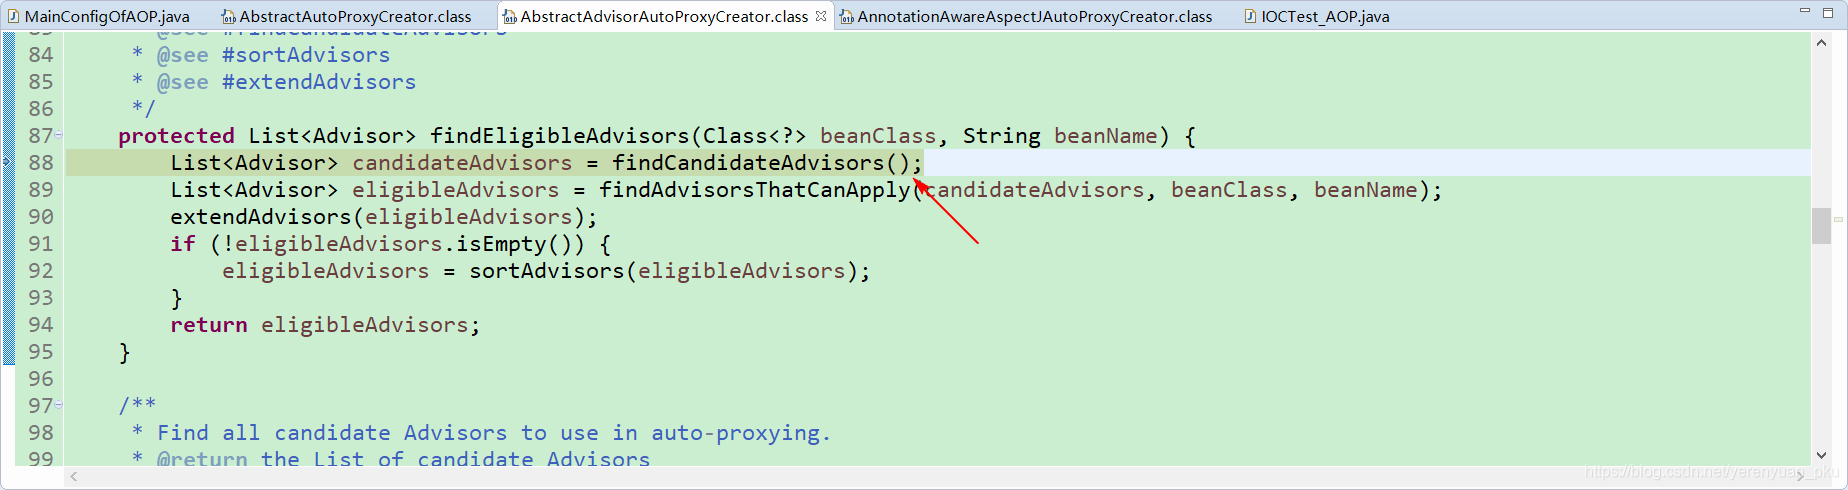 MainConfigOfAOP.java AbstractAutoProxyCreator.class AbstractAdvisorAutoProxyCreator.class AnnotationAwareAspectJAutoProxyCreator.class IOCTest_AOP.java
83 * @see #findCandidateAdvisors
84 * @see #sortAdvisors
85 * @see #extendAdvisors
86 */
87 protected List<Advisor> findEligibleAdvisors(Class<?> beanClass, String beanName) {
88 List<Advisor> candidateAdvisors = findCandidateAdvisors();
89 List<Advisor> eligibleAdvisors = findAdvisorsThatCanApply(candidateAdvisors, beanClass, beanName);
90 extendAdvisors(eligibleAdvisors);
91 if (!eligibleAdvisors.isEmpty()) {
92 eligibleAdvisors = sortAdvisors(eligibleAdvisors);
93 }
94 return eligibleAdvisors;
95 }
96
97 /**
98 * Find all candidate Advisors to use in auto-proxying.
99 * @return the List of candidate Advisors
https://blog.csdn.net/yerenyuan_pku